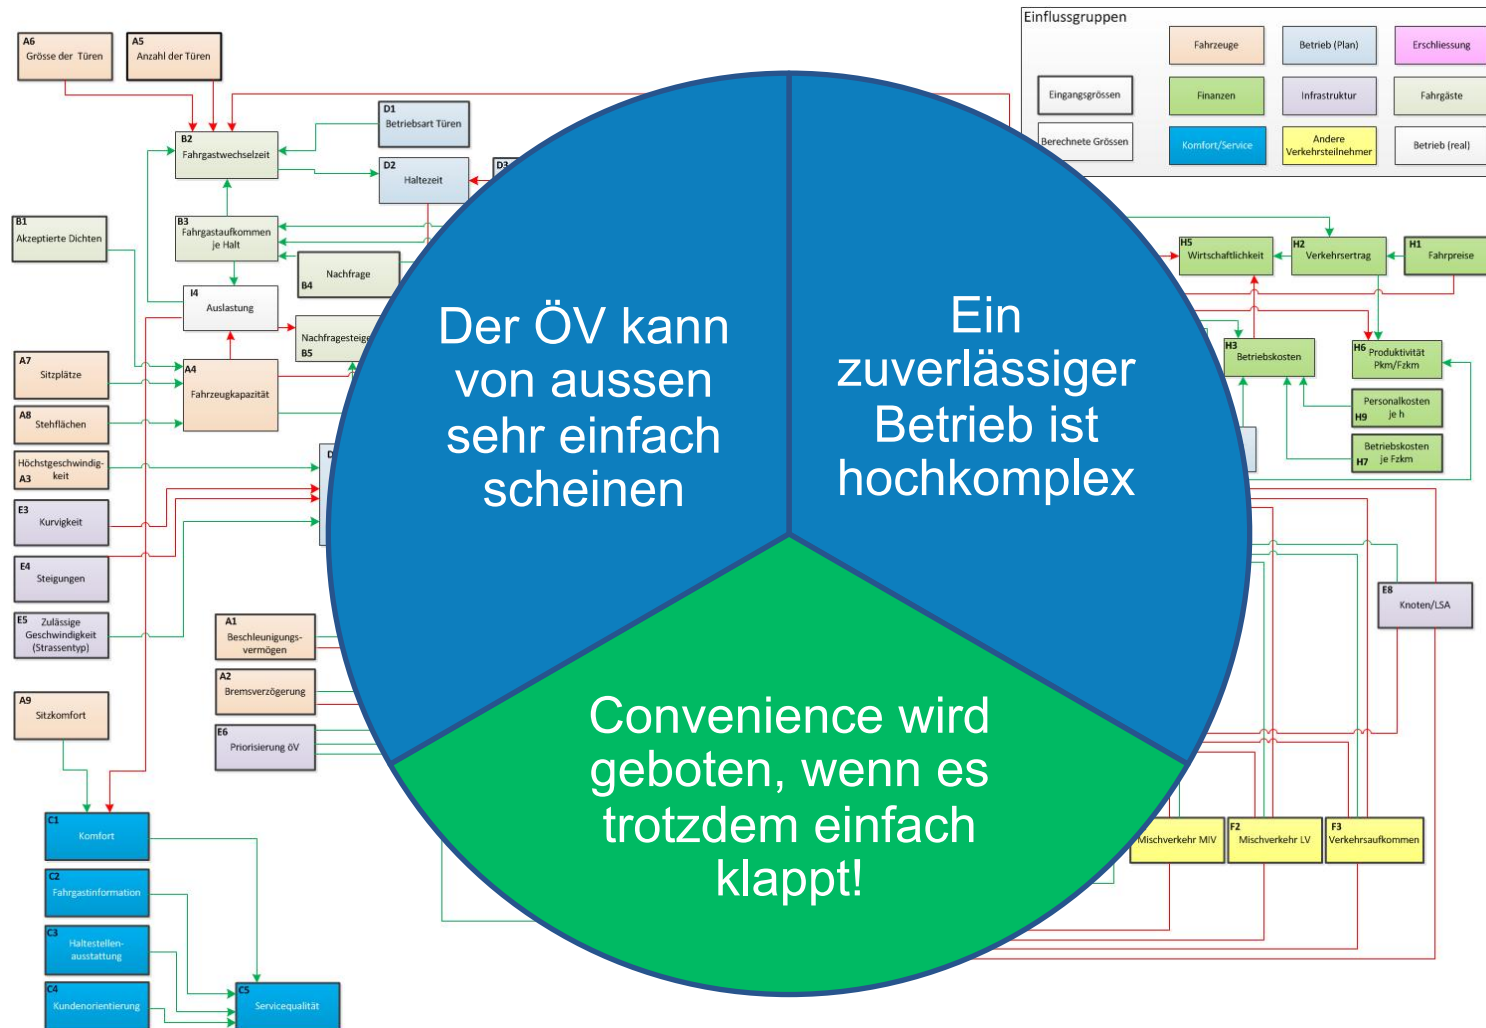 Einflussgruppen
Fahrzeuge
Betrieb (Plan)
Erschliessung
Eingangsgrössen
Finanzen
Infrastruktur
Fahrgäste
Berechnete Grössen
Komfort/Service
Andere
Verkehrsteilnehmer
Betrieb (real)
A6
Grösse der Türen
A5
Anzahl der Türen
D1
Betriebsart Türen
B2
Fahrgastwechselzeit
D2
Haltezeit
D3
B1
Akzeptierte Dichten
B3
Fahrgastaufkommen
je Halt
Nachfrage
B4
I4
Auslastung
Nachfragesteige
B5
A7
Sitzplätze
A4
Fahrzeugkapazität
A8
Stehflächen
Höchstgeschwindig-
A3 keit
D
E3
Kurvigkeit
E4
Steigungen
E5 Zulässige
Geschwindigkeit
(Strassentyp)
A1
Beschleunigungs-
vermögen
A2
Bremsverzögerung
E6
Priorisierung öV
A9
Sitzkomfort
C1
Komfort
C2
Fahrgastinformation
C3
Haltestellen-
ausstattung
C4
Kundenorientierung
C5
Servicequalität
Der ÖV kann
von aussen
sehr einfach
scheinen
Ein
zuverlässiger
Betrieb ist
hochkomplex
Convenience wird
geboten, wenn es
trotzdem einfach
klappt!
H5
Wirtschaftlichkeit
H2
Verkehrsertrag
H1
Fahrpreise
H3
Betriebskosten
H6
Produktivität
Pkm/Fzkm
Personalkosten
je h
H9
Betriebskosten
je Fzkm
H7
E8
Knoten/LSA
Mischverkehr MIV
F2
Mischverkehr LV
F3
Verkehrsaufkommen